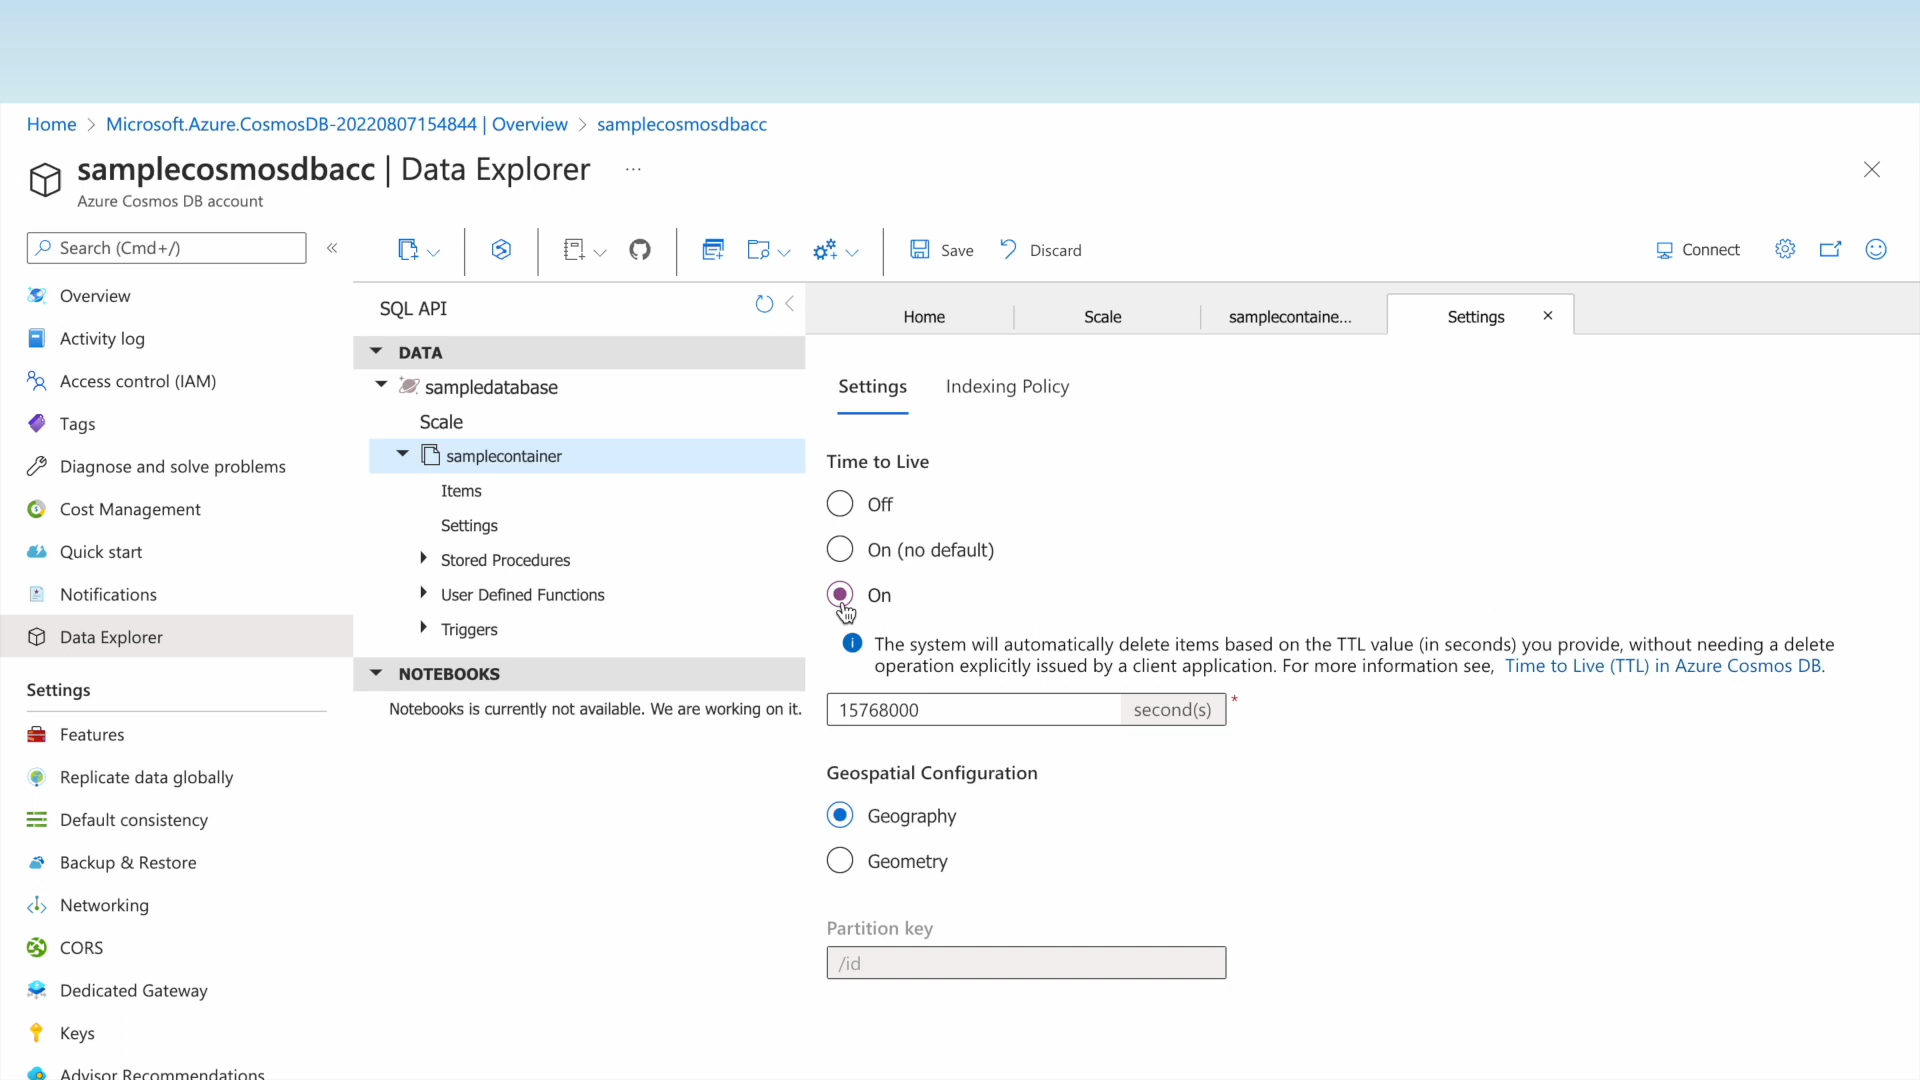 Home > Microsoft.Azure.CosmosDB-20220807154844 | Overview > samplecosmosdbacc
samplecosmosdbacc | Data Explorer ...
Azure Cosmos DB account
Search (Cmd+/)
Save
Discard
Connect
Overview
Activity log
Access control (IAM)
Tags
Diagnose and solve problems
Cost Management
Quick start
Notifications
Data Explorer
Settings
Features
Replicate data globally
Default consistency
Backup & Restore
Networking
CORS
Dedicated Gateway
Keys
Advisor Recommendations
SQL API
DATA
sampledatabase
Scale
samplecontainer
Items
Settings
Stored Procedures
User Defined Functions
Triggers
NOTEBOOKS
Notebooks is currently not available. We are working on it.
Home
Scale
samplecontaine...
Settings
Settings
Indexing Policy
Time to Live
Off
On (no default)
On
The system will automatically delete items based on the TTL value (in seconds) you provide, without needing a delete
operation explicitly issued by a client application. For more information see, Time to Live (TTL) in Azure Cosmos DB.
15768000 second(s) *
Geospatial Configuration
Geography
Geometry
Partition key
/id